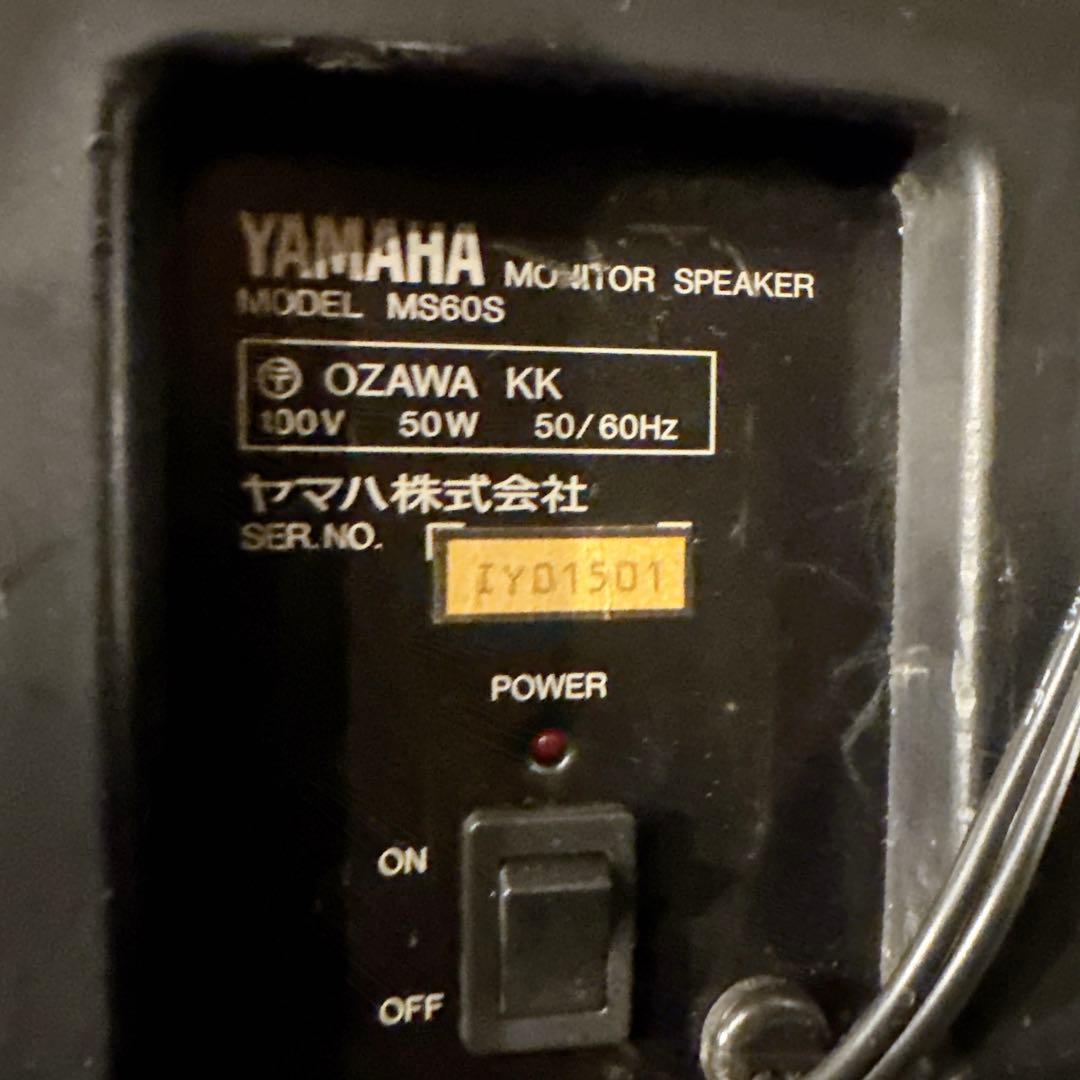 YAMAHA MONITOR SPEAKER
MODEL MS60S
〒 OZAWA KK
100V 50W 50/60Hz
ヤマハ株式会社
SER.NO.
IY01501
POWER
ON
OFF